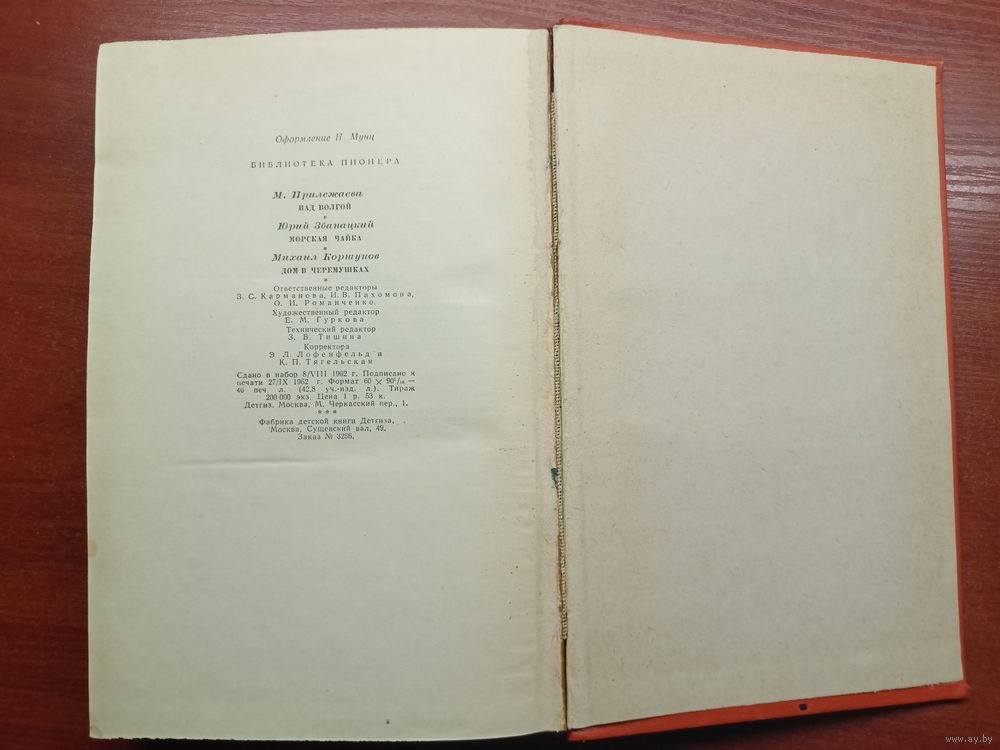 Оформление Н. Мунц
БИБЛИОТЕКА ПИОНЕРА
М. Прилежаева
НАД ВОЛГОЙ
*
Юрий Збанацкий
МОРСКАЯ ЧАЙКА
*
Михаил Коршунов
ДОМ В ЧЕРЕМУШКАХ
*
Ответственные редакторы
З. С. Карманова, И. В. Пахомова,
О. И. Романченко.
Художественный редактор
Е. М. Гуркова
Технический редактор
З. В. Тишина
Корректора
Э. Л. Лофенфельд и
К. П. Тягельская
Сдано в набор 8/VIII 1962 г. Подписано к
печати 27/IX 1962 г. Формат 60 × 90¹/₁₆ —
46 печ. л. (42,8 уч.-изд. л.). Тираж
200 000 экз. Цена 1 р. 53 к.
Детгиз. Москва, М. Черкасский пер., 1.
***
Фабрика детской книги Детгиза.
Москва, Сущевский вал, 49.
Заказ № 3256.
www.ay.by